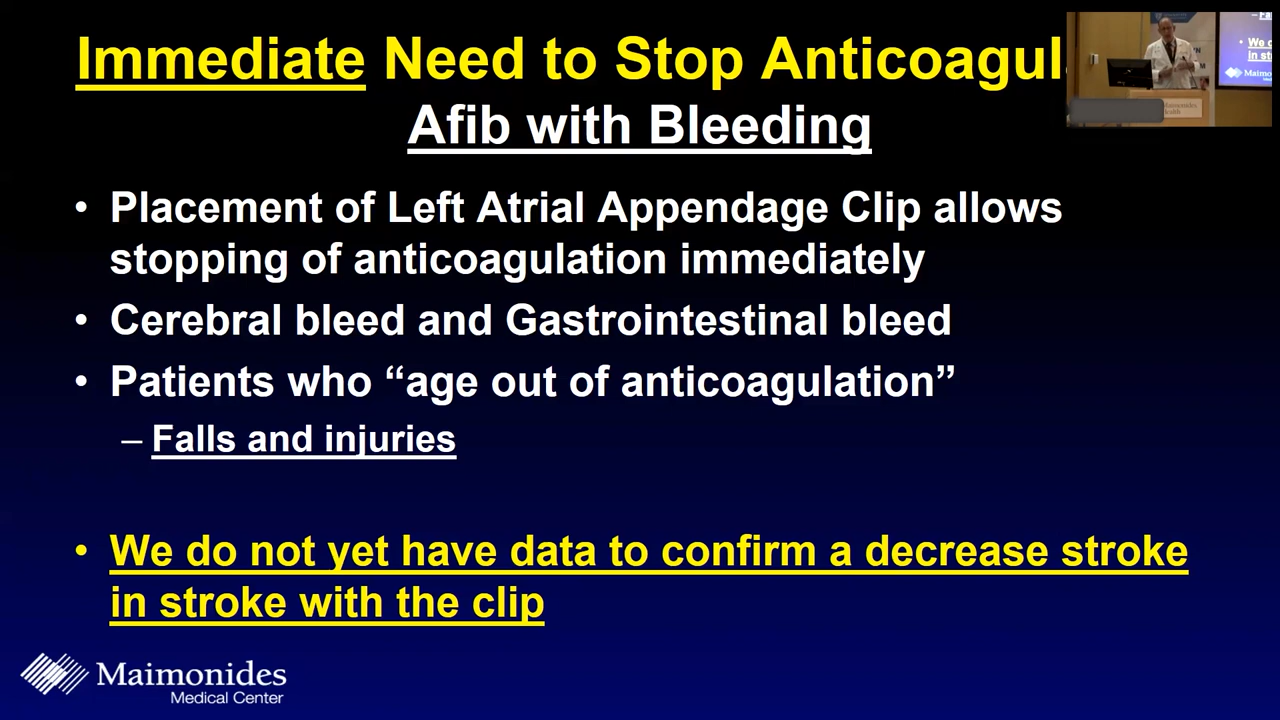 Immediate Need to Stop Anticoagul
Afib with Bleeding
• Placement of Left Atrial Appendage Clip allows
stopping of anticoagulation immediately
• Cerebral bleed and Gastrointestinal bleed
• Patients who “age out of anticoagulation”
– Falls and injuries
• We do not yet have data to confirm a decrease stroke
in stroke with the clip
Maimonides
Medical Center